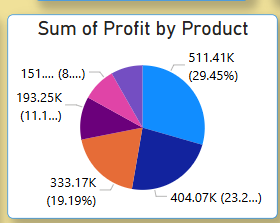 Sum of Profit by Product
511.41K
(29.45%)
151.... (8....)
193.25K
(11.1...)
333.17K
(19.19%)
404.07K (23.2...)